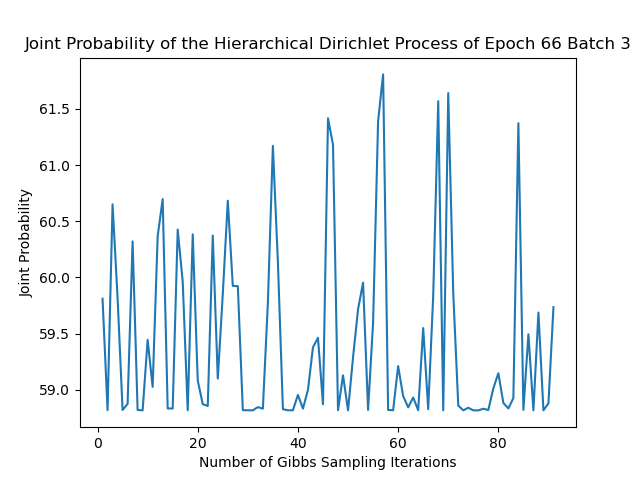 Joint Probability of the Hierarchical Dirichlet Process of Epoch 66 Batch 3
Joint Probability
61.5
61.0
60.5
60.0
59.5
59.0
0 20 40 60 80
Number of Gibbs Sampling Iterations